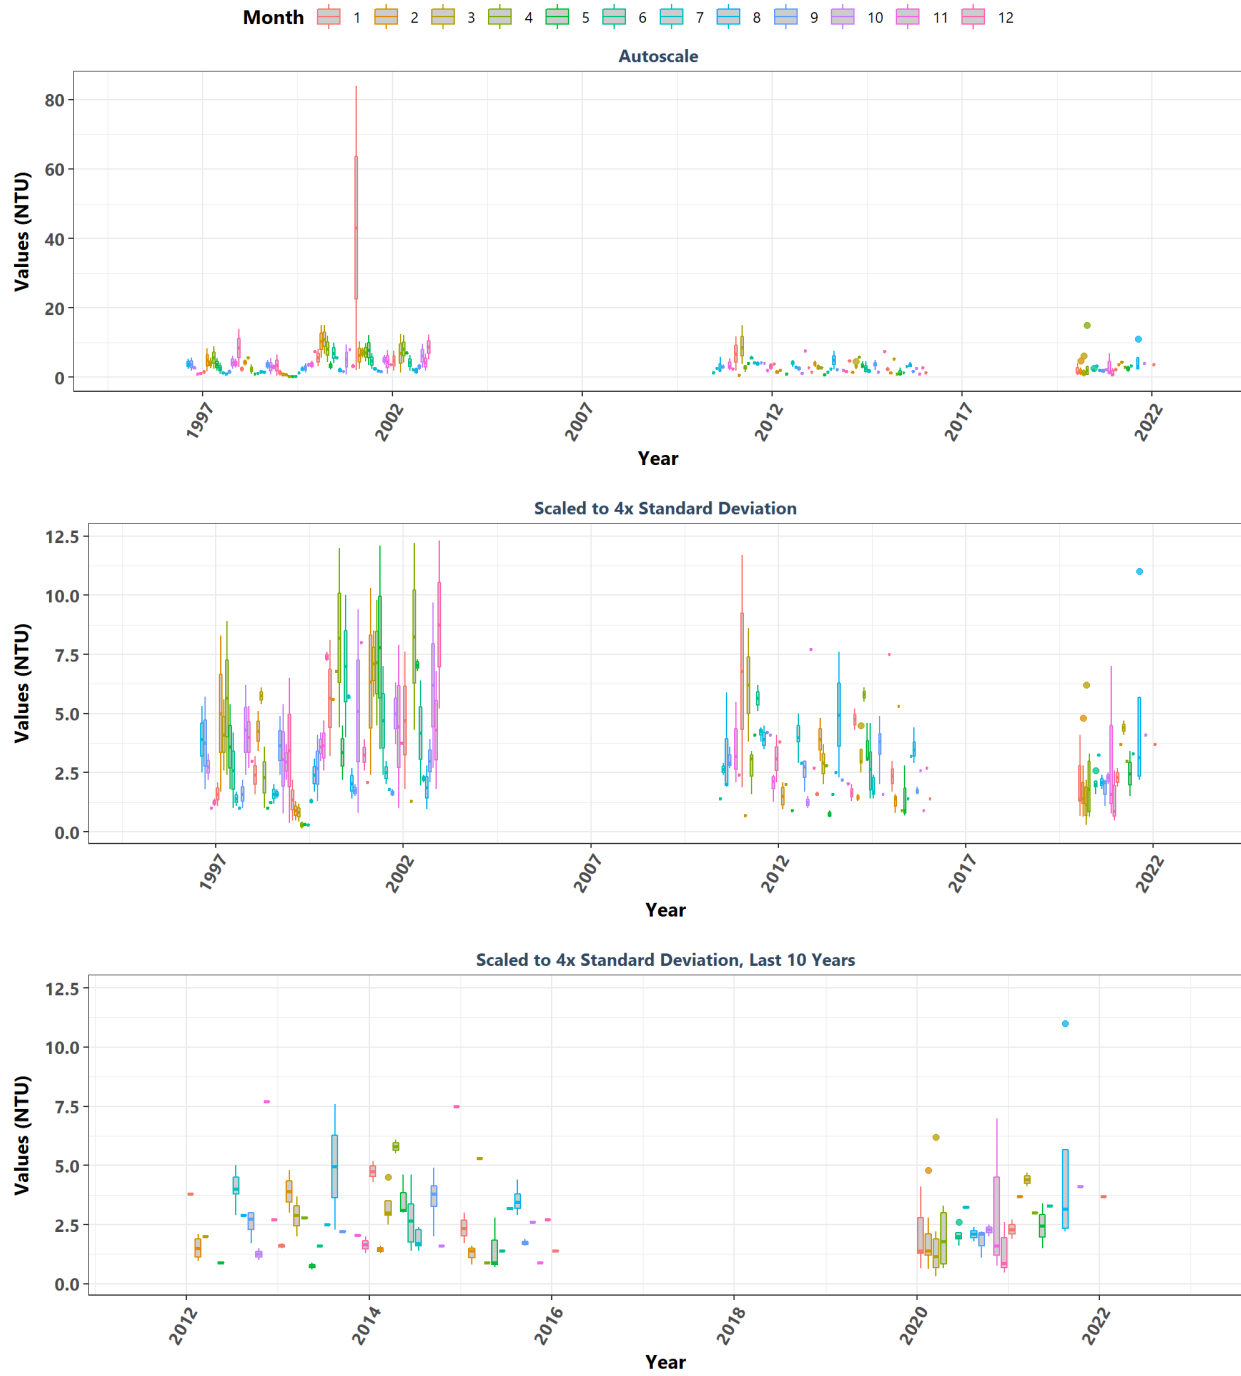 Month 1 2 3 4 5 6 7 8 9 10 11 12
Autoscale
Values (NTU)
80
60
40
20
0
1997 2002 2007 2012 2017 2022
Year
Scaled to 4x Standard Deviation
Values (NTU)
12.5
10.0
7.5
5.0
2.5
0.0
1997 2002 2007 2012 2017 2022
Year
Scaled to 4x Standard Deviation, Last 10 Years
Values (NTU)
12.5
10.0
7.5
5.0
2.5
0.0
2012 2014 2016 2018 2020 2022
Year